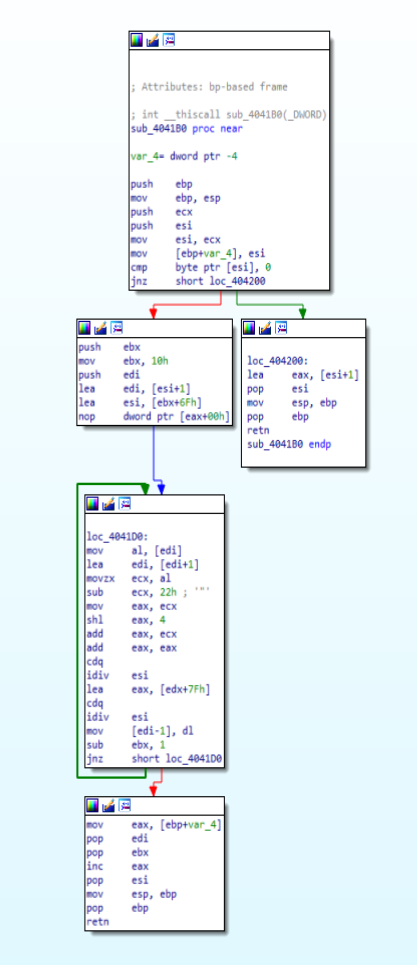 ; Attributes: bp-based frame
; int __thiscall sub_4041B0(_DWORD)
sub_4041B0 proc near
var_4= dword ptr -4
push ebp
mov ebp, esp
push ecx
push esi
mov esi, ecx
mov [ebp+var_4], esi
cmp byte ptr [esi], 0
jnz short loc_404200
push ebx
mov ebx, 10h
push edi
lea edi, [esi+1]
lea esi, [ebx+6Fh]
nop dword ptr [eax+00h]
loc_404200:
lea eax, [esi+1]
pop esi
mov esp, ebp
pop ebp
retn
sub_4041B0 endp
loc_4041D0:
mov al, [edi]
lea edi, [edi+1]
movzx ecx, al
sub ecx, 22h ; '"'
mov eax, ecx
shl eax, 4
add eax, ecx
add eax, eax
cdq
idiv esi
lea eax, [edx+7Fh]
cdq
idiv esi
mov [edi-1], dl
sub ebx, 1
jnz short loc_4041D0
mov eax, [ebp+var_4]
pop edi
pop ebx
inc eax
pop esi
mov esp, ebp
pop ebp
retn